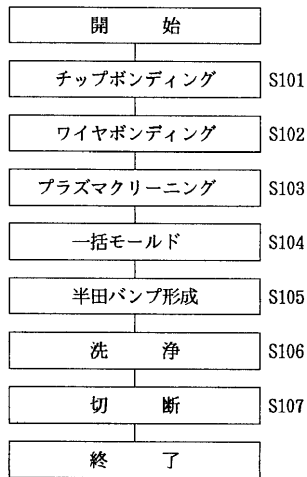 開 始
チップボンディング S101
ワイヤボンディング S102
プラズマクリーニング S103
一括モールド S104
半田バンプ形成 S105
洗 浄 S106
切 断 S107
終 了